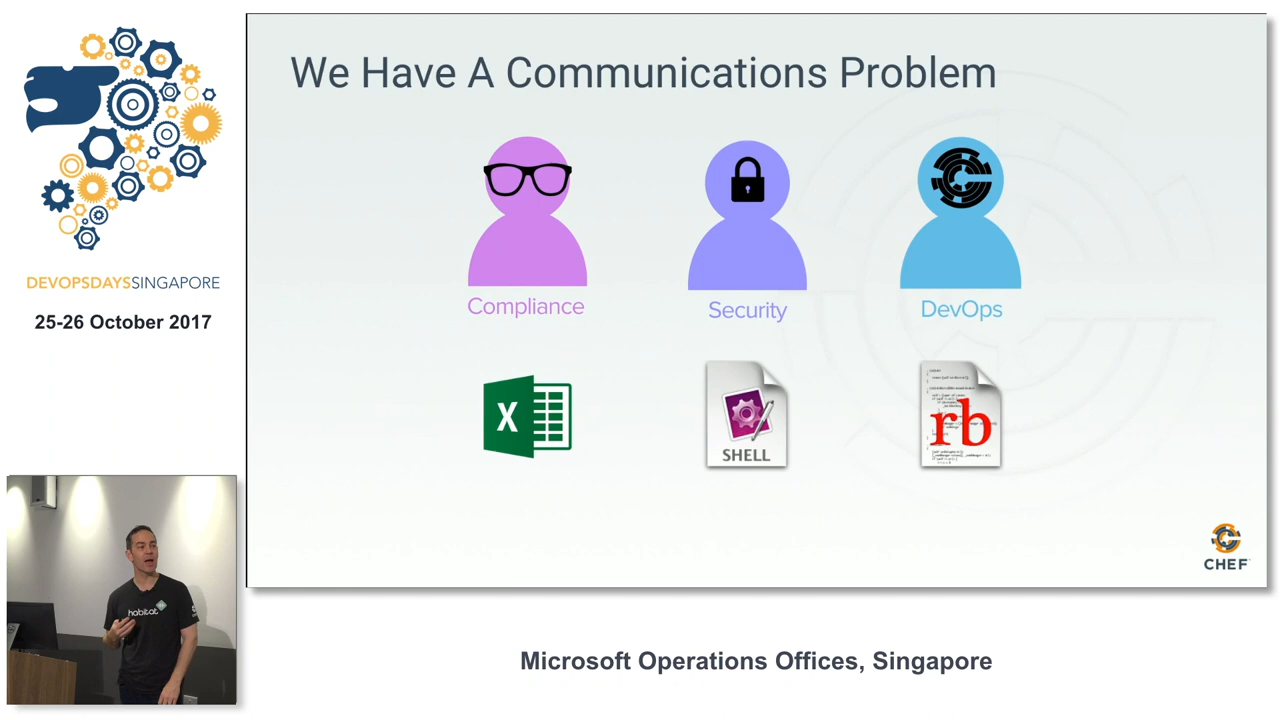 DEVOPSDAYSSINGAPORE
25-26 October 2017
We Have A Communications Problem
Compliance
Security
DevOps
X
SHELL
rb
CHEF
habitat
Microsoft Operations Offices, Singapore